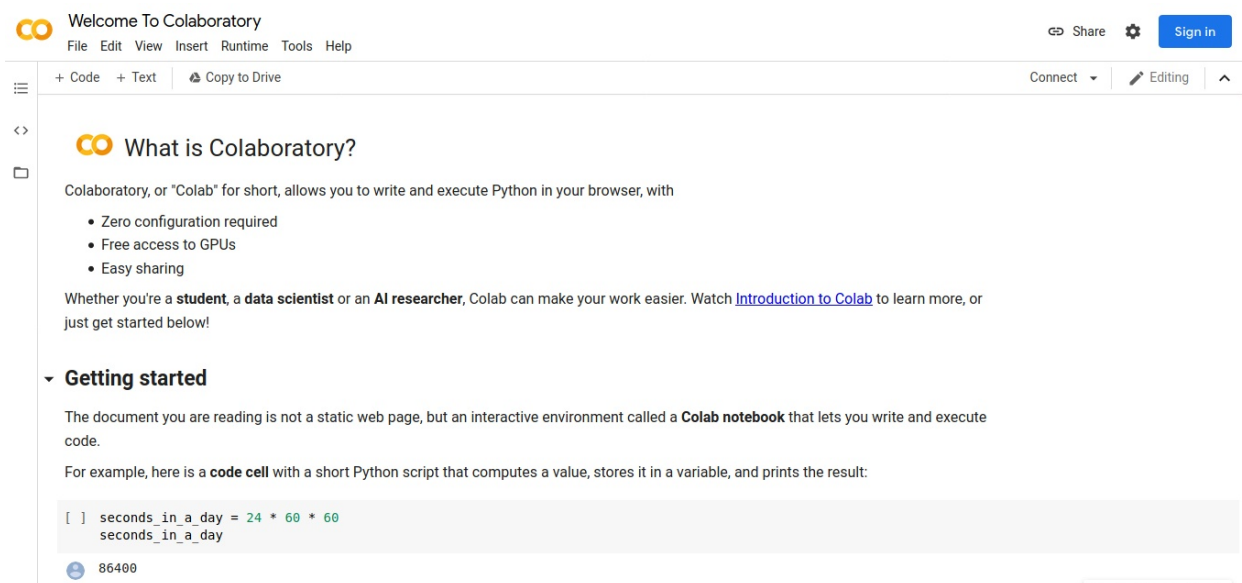 Welcome To Colaboratory
File Edit View Insert Runtime Tools Help
Share
Sign in
+ Code + Text Copy to Drive
Connect
Editing
What is Colaboratory?
Colaboratory, or "Colab" for short, allows you to write and execute Python in your browser, with
• Zero configuration required
• Free access to GPUs
• Easy sharing
Whether you're a student, a data scientist or an AI researcher, Colab can make your work easier. Watch Introduction to Colab to learn more, or
just get started below!
Getting started
The document you are reading is not a static web page, but an interactive environment called a Colab notebook that lets you write and execute
code.
For example, here is a code cell with a short Python script that computes a value, stores it in a variable, and prints the result:
[ ] seconds_in_a_day = 24 * 60 * 60
seconds_in_a_day
86400